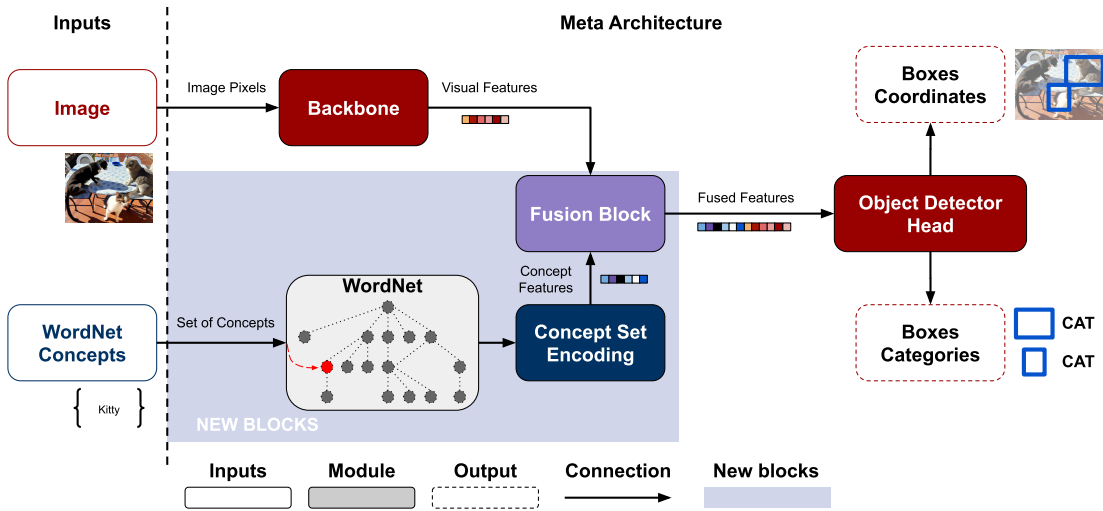 Inputs
Meta Architecture
Image
Image Pixels
Backbone
Visual Features
Boxes
Coordinates
Fusion Block
Fused Features
Object Detector
Head
Concept
Features
WordNet
WordNet
Concepts
Set of Concepts
Concept Set
Encoding
Boxes
Categories
CAT
CAT
{ Kitty }
NEW BLOCKS
Inputs
Module
Output
Connection
New blocks